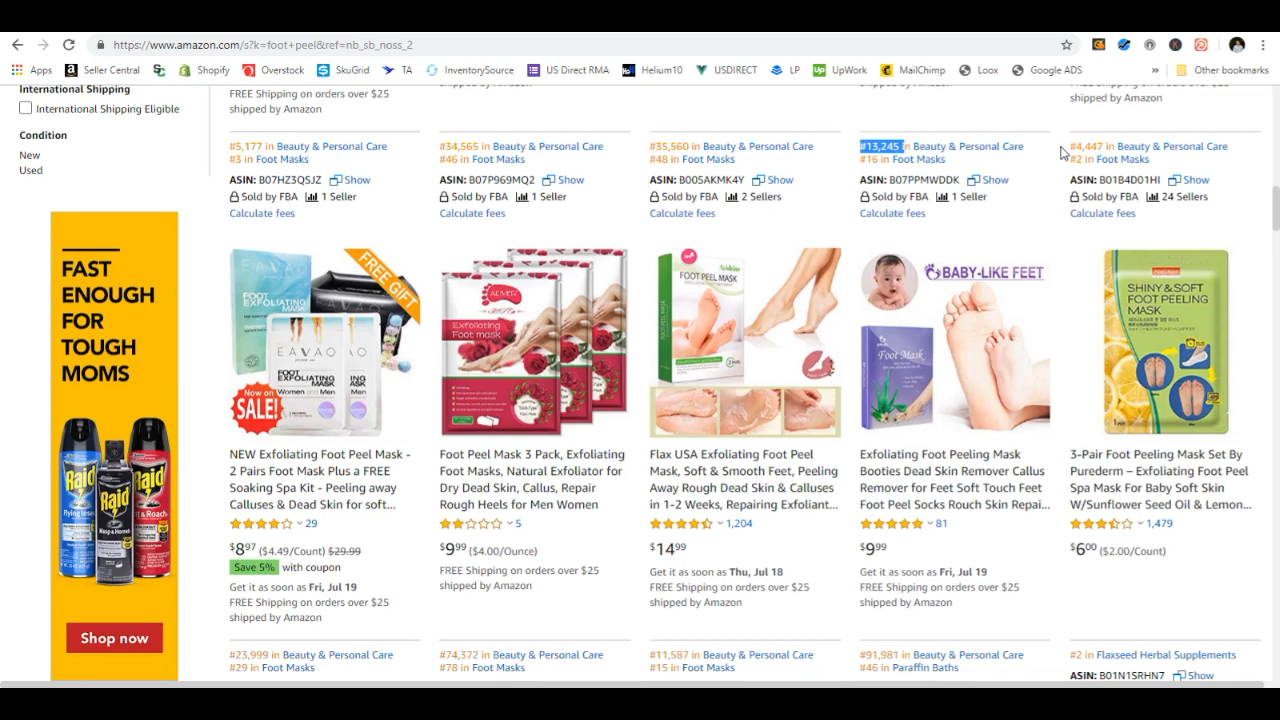 https://www.amazon.com/s?k=foot+peel&ref=nb_sb_noss_2
Apps Seller Central Shopify Overstock SkuGrid TA InventorySource US Direct RMA Helium10 USDIRECT LP UpWork MailChimp Loox Google ADS » Other bookmarks
International Shipping
International Shipping Eligible
Condition
New
Used
FAST
ENOUGH
FOR
TOUGH
MOMS
Raid
Raid
Raid
Shop now
FREE Shipping on orders over $25
shipped by Amazon
#5,177 in Beauty & Personal Care
#3 in Foot Masks
ASIN: B07HZ3Q5JZ Show
Sold by FBA 1 Seller
Calculate fees
shipped by Amazon
#34,565 in Beauty & Personal Care
#46 in Foot Masks
ASIN: B07P969MQ2 Show
Sold by FBA 1 Seller
Calculate fees
shipped by Amazon
#35,560 in Beauty & Personal Care
#48 in Foot Masks
ASIN: B005AKMK4Y Show
Sold by FBA 2 Sellers
Calculate fees
shipped by Amazon
#13,245 in Beauty & Personal Care
#16 in Foot Masks
ASIN: B07PPMWDDK Show
Sold by FBA 1 Seller
Calculate fees
shipped by Amazon
#4,447 in Beauty & Personal Care
#2 in Foot Masks
ASIN: B01B4D01HI Show
Sold by FBA 24 Sellers
Calculate fees
FREE GIFT
EAVAO
FOOT
EXFOLIATING
MASK
EAVAO
FOOT
EXFOLIATING
MASK
Women and Men
Now on
SALE!
NEW Exfoliating Foot Peel Mask -
2 Pairs Foot Mask Plus a FREE
Soaking Spa Kit - Peeling away
Calluses & Dead Skin for soft...
29
$897 ($4.49/Count) $29.99
Save 5% with coupon
Get it as soon as Fri, Jul 19
FREE Shipping on orders over $25
shipped by Amazon
#23,999 in Beauty & Personal Care
#29 in Foot Masks
Exfoliating
Foot mask
Foot Peel Mask 3 Pack, Exfoliating
Foot Masks, Natural Exfoliator for
Dry Dead Skin, Callus, Repair
Rough Heels for Men Women
5
$999 ($4.00/Ounce)
FREE Shipping on orders over $25
shipped by Amazon
#74,372 in Beauty & Personal Care
#78 in Foot Masks
FOOT PEEL MASK
Flax USA Exfoliating Foot Peel
Mask, Soft & Smooth Feet, Peeling
Away Rough Dead Skin & Calluses
in 1-2 Weeks, Repairing Exfoliant...
1,204
$1499
Get it as soon as Thu, Jul 18
FREE Shipping on orders over $25
shipped by Amazon
#11,587 in Beauty & Personal Care
#15 in Foot Masks
BABY-LIKE FEET
Foot Mask
Exfoliating Foot Peeling Mask
Booties Dead Skin Remover Callus
Remover for Feet Soft Touch Feet
Foot Peel Socks Rouch Skin Repai...
81
$999
Get it as soon as Fri, Jul 19
FREE Shipping on orders over $25
shipped by Amazon
#91,981 in Beauty & Personal Care
#46 in Paraffin Baths
SHINY & SOFT
FOOT PEELING
MASK
3-Pair Foot Peeling Mask Set By
Purederm – Exfoliating Foot Peel
Spa Mask For Baby Soft Skin
W/Sunflower Seed Oil & Lemon...
1,479
$600 ($2.00/Count)
#2 in Flaxseed Herbal Supplements
ASIN: B01N1SRHN7 Show